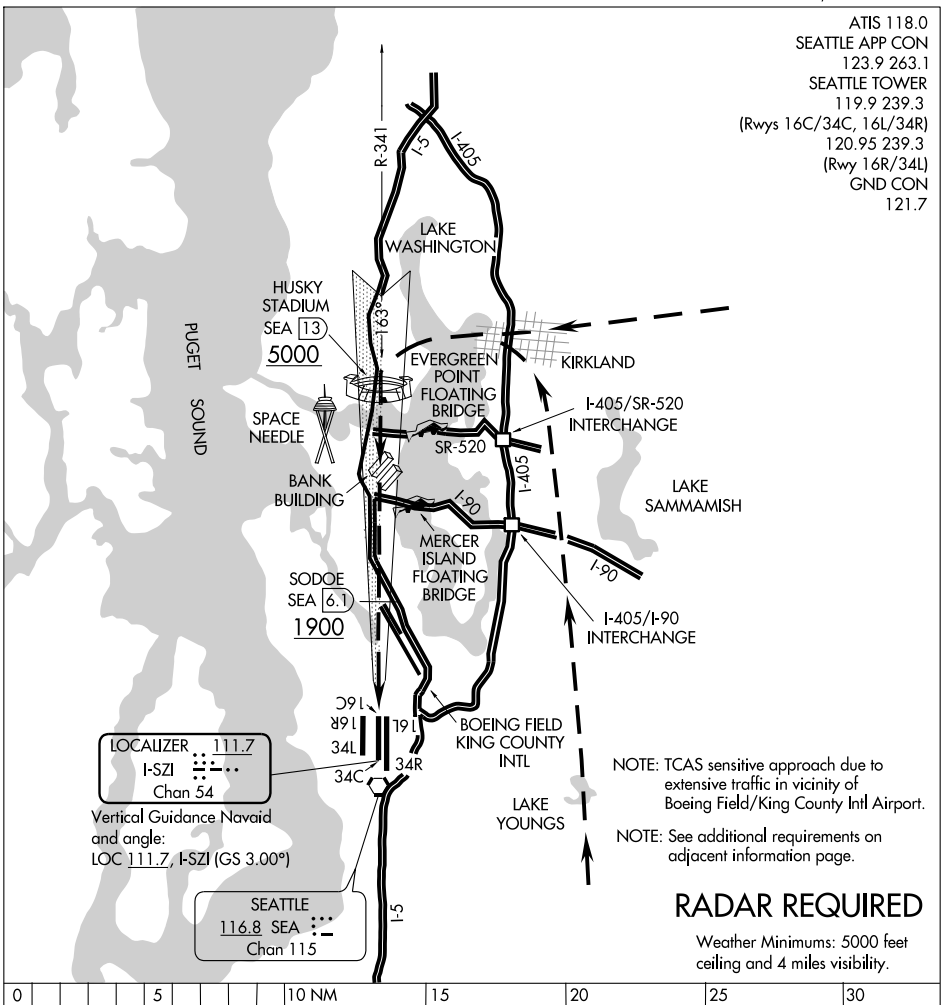 ATIS 118.0
SEATTLE APP CON
123.9 263.1
SEATTLE TOWER
119.9 239.3
(Rwys 16C/34C, 16L/34R)
120.95 239.3
(Rwy 16R/34L)
GND CON
121.7
R-341
I-5
I-405
LAKE
WASHINGTON
HUSKY
STADIUM
SEA 13
5000
163°
PUGET
SOUND
EVERGREEN
POINT
FLOATING
BRIDGE
KIRKLAND
SPACE
NEEDLE
I-405/SR-520
INTERCHANGE
SR-520
I-405
BANK
BUILDING
I-90
LAKE
SAMMAMISH
MERCER
ISLAND
FLOATING
BRIDGE
I-90
SODOE
SEA 6.1
1900
I-405/I-90
INTERCHANGE
16C
16R
16L
34L
34C
34R
BOEING FIELD
KING COUNTY
INTL
LOCALIZER 111.7
I-SZI
Chan 54
Vertical Guidance Navaid
and angle:
LOC 111.7, I-SZI (GS 3.00°)
LAKE
YOUNGS
NOTE: TCAS sensitive approach due to
extensive traffic in vicinity of
Boeing Field/King County Intl Airport.
NOTE: See additional requirements on
adjacent information page.
SEATTLE
116.8 SEA
Chan 115
I-5
RADAR REQUIRED
Weather Minimums: 5000 feet
ceiling and 4 miles visibility.
0 5 10 NM 15 20 25 30